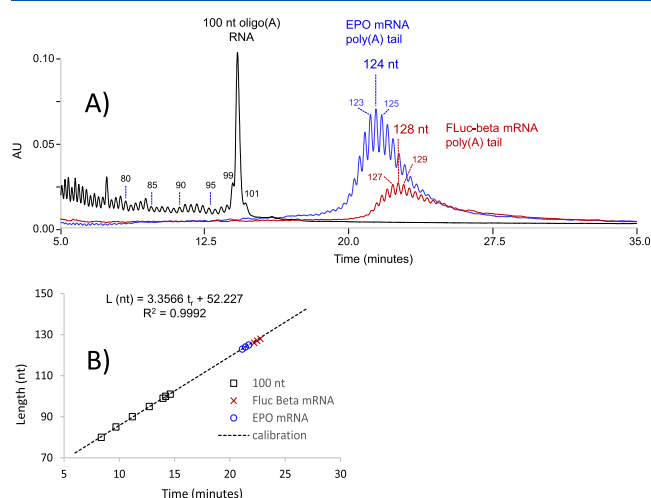 100 nt oligo(A)
RNA
EPO mRNA
poly(A) tail
124 nt
0.10
A)
123
125
128 nt
FLuc-beta mRNA
poly(A) tail
AU
0.05
127
129
80
85
90
95
99
101
0.00
5.0
12.5
20.0
27.5
35.0
Time (minutes)
150
L (nt) = 3.3566 tᵣ + 52.227
R² = 0.9992
B)
130
Length (nt)
110
100 nt
Fluc Beta mRNA
90
EPO mRNA
calibration
70
5
10
15
20
25
30
Time (minutes)